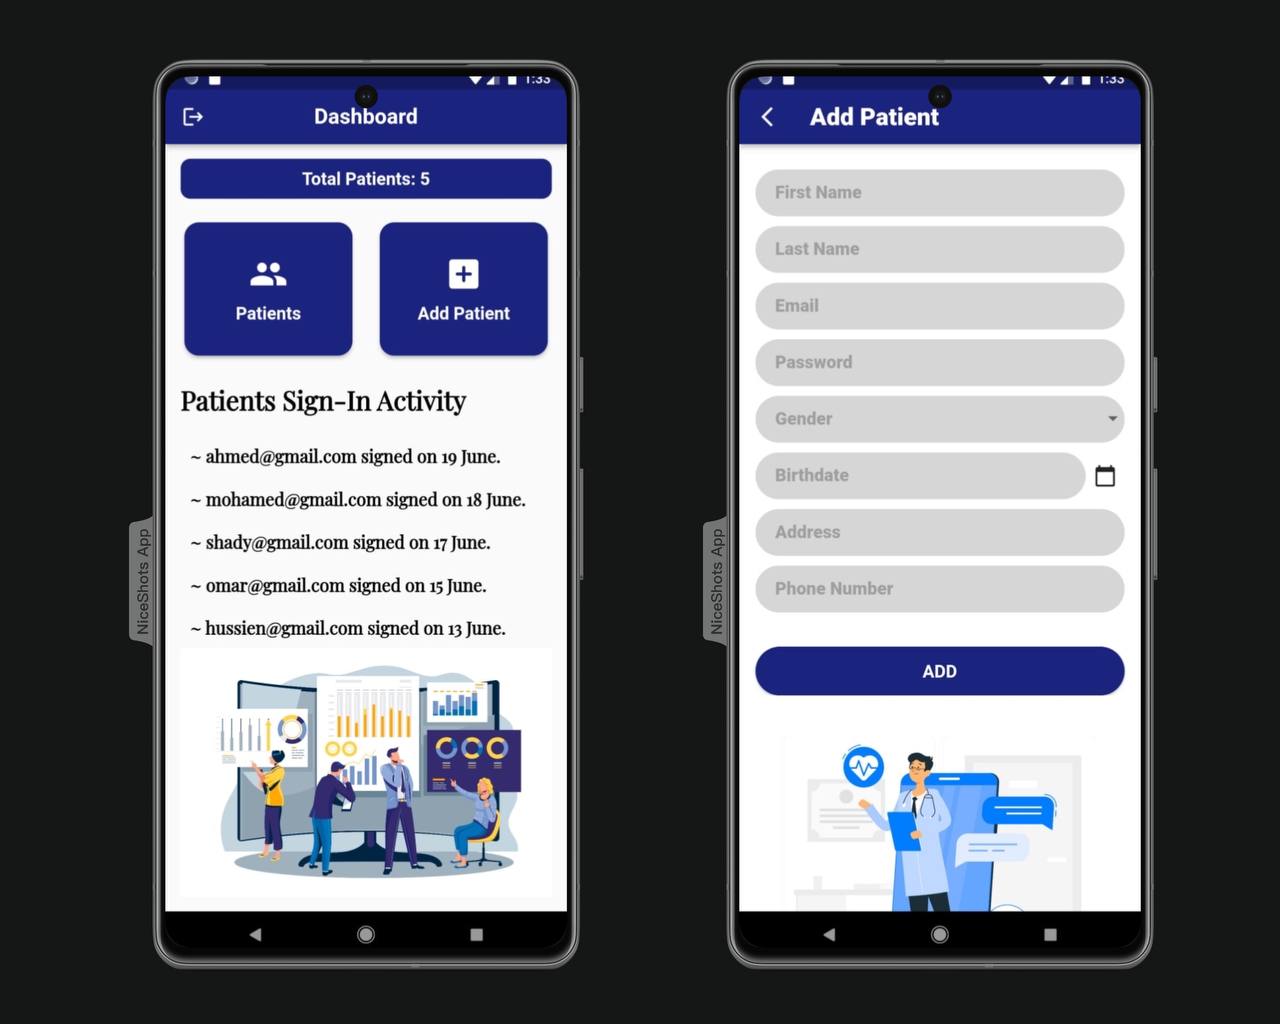 1:33
Dashboard
Total Patients: 5
Patients
Add Patient
Patients Sign-In Activity
~ ahmed@gmail.com signed on 19 June.
~ mohamed@gmail.com signed on 18 June.
~ shady@gmail.com signed on 17 June.
~ omar@gmail.com signed on 15 June.
~ hussien@gmail.com signed on 13 June.
NiceShots App
1:33
Add Patient
First Name
Last Name
Email
Password
Gender
Birthdate
Address
Phone Number
ADD
NiceShots App